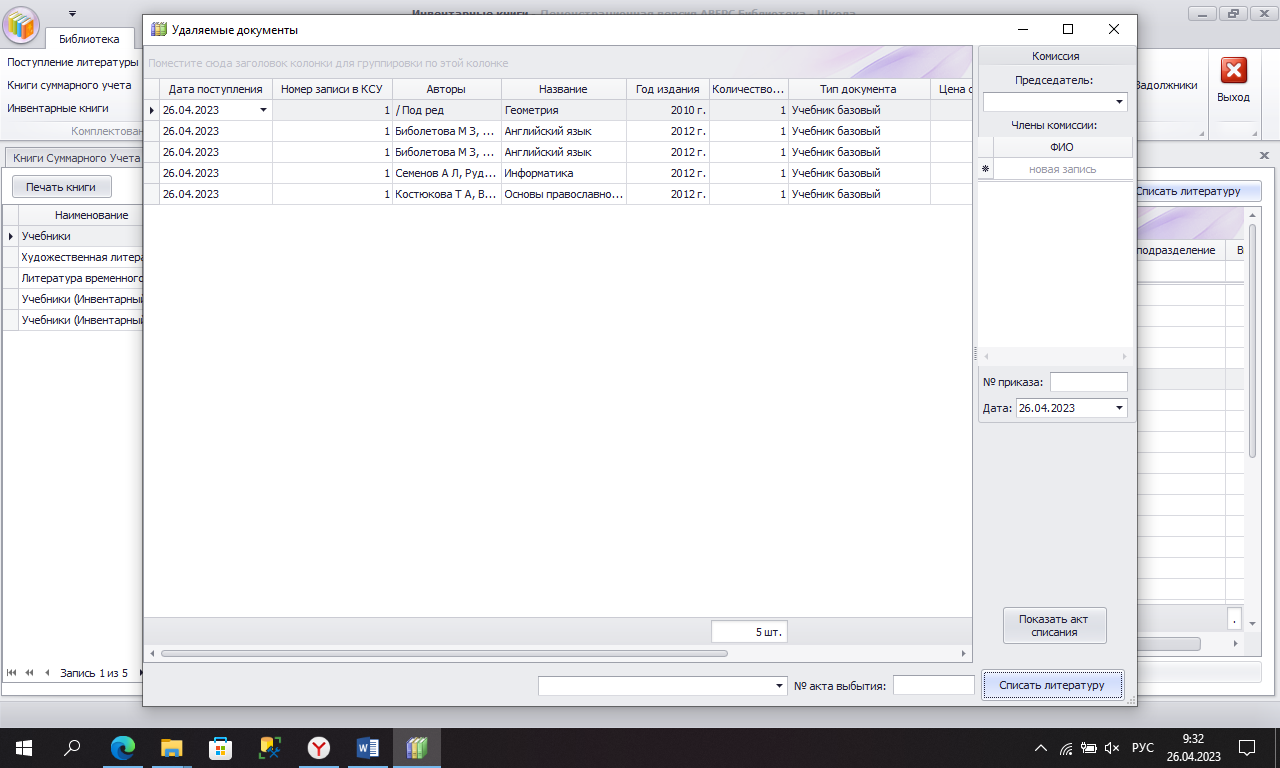 Инвентарные книги - Демонстрационная версия АВЕРС Библиотека - Школа
Библиотека
Поступление литературы
Книги суммарного учета
Инвентарные книги
Комплектован
Задолжники
Выход
Книги Суммарного Учета
Печать книги
Наименование
Учебники
Художественная литера
Литература временного
Учебники (Инвентарный
Учебники (Инвентарный
Запись 1 из 5
Списать литературу
подразделение В
Удаляемые документы
Поместите сюда заголовок колонки для группировки по этой колонке
Дата поступления Номер записи в КСУ Авторы Название Год издания Количество... Тип документа Цена с
26.04.2023 1 / Под ред Геометрия 2010 г. 1 Учебник базовый
26.04.2023 1 Биболетова М З, ... Английский язык 2012 г. 1 Учебник базовый
26.04.2023 1 Биболетова М З, ... Английский язык 2012 г. 1 Учебник базовый
26.04.2023 1 Семенов А Л, Руд... Информатика 2012 г. 1 Учебник базовый
26.04.2023 1 Костюкова Т А, В... Основы православно... 2012 г. 1 Учебник базовый
5 шт.
Комиссия
Председатель:
Члены комиссии:
ФИО
новая запись
№ приказа:
Дата: 26.04.2023
Показать акт
списания
№ акта выбытия:
Списать литературу
РУС
9:32
26.04.2023